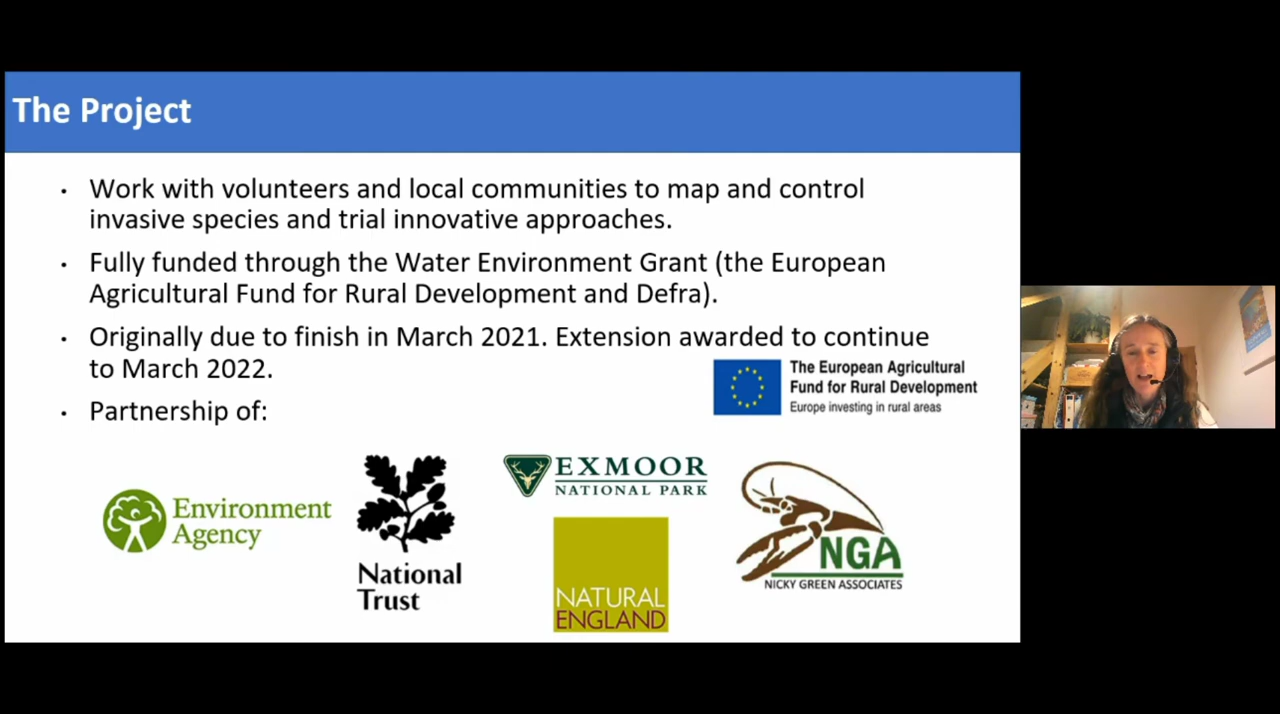 The Project
• Work with volunteers and local communities to map and control
invasive species and trial innovative approaches.
• Fully funded through the Water Environment Grant (the European
Agricultural Fund for Rural Development and Defra).
• Originally due to finish in March 2021. Extension awarded to continue
to March 2022.
• Partnership of:
The European Agricultural
Fund for Rural Development
Europe investing in rural areas
Environment
Agency
National
Trust
EXMOOR
NATIONAL PARK
NATURAL
ENGLAND
NGA
NICKY GREEN ASSOCIATES